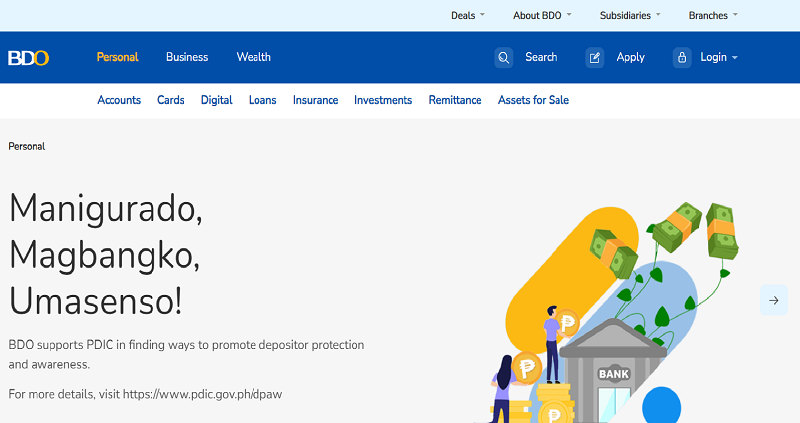 Deals About BDO Subsidiaries Branches
BDO Personal Business Wealth Search Apply Login
Accounts Cards Digital Loans Insurance Investments Remittance Assets for Sale
Personal
Manigurado,
Magbangko,
Umasenso!
BDO supports PDIC in finding ways to promote depositor protection
and awareness.
For more details, visit https://www.pdic.gov.ph/dpaw
BANK